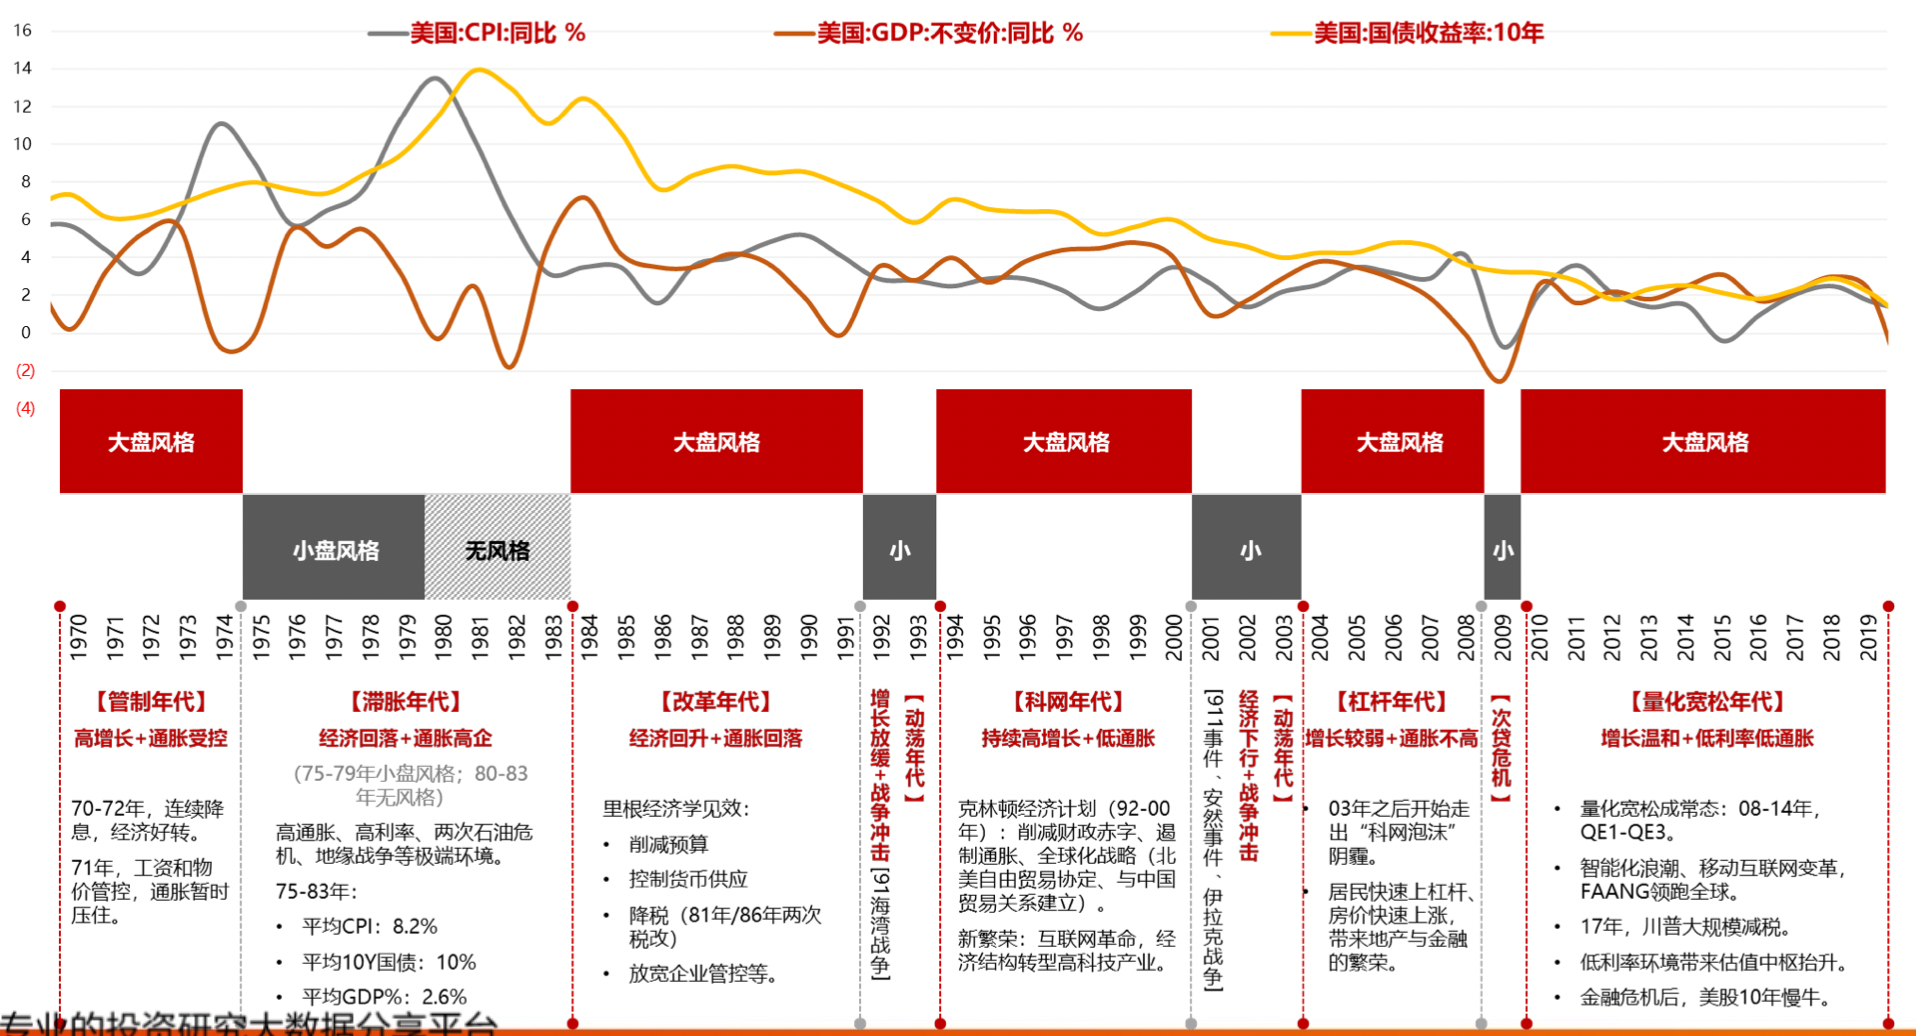 美国:CPI:同比 %
美国:GDP:不变价:同比 %
美国:国债收益率:10年
16
14
12
10
8
6
4
2
0
(2)
(4)
大盘风格
大盘风格
大盘风格
大盘风格
大盘风格
小盘风格
无风格
小
小
小
1970
1971
1972
1973
1974
1975
1976
1977
1978
1979
1980
1981
1982
1983
1984
1985
1986
1987
1988
1989
1990
1991
1992
1993
1994
1995
1996
1997
1998
1999
2000
2001
2002
2003
2004
2005
2006
2007
2008
2009
2010
2011
2012
2013
2014
2015
2016
2017
2018
2019
【管制年代】
高增长+通胀受控
70-72年，连续降
息，经济好转。
71年，工资和物
价管控，通胀暂时
压住。
【滞胀年代】
经济回落+通胀高企
（75-79年小盘风格；80-83
年无风格）
高通胀、高利率、两次石油危
机、地缘战争等极端环境。
75-83年：
• 平均CPI：8.2%
• 平均10Y国债：10%
• 平均GDP%：2.6%
【改革年代】
经济回升+通胀回落
里根经济学见效：
• 削减预算
• 控制货币供应
• 降税（81年/86年两次
税改）
• 放宽企业管控等。
【动荡年代】
增长放缓+战争冲击[91海湾战争]
【科网年代】
持续高增长+低通胀
克林顿经济计划（92-00
年）：削减财政赤字、遏
制通胀、全球化战略（北
美自由贸易协定、与中国
贸易关系建立）。
新繁荣：互联网革命，经
济结构转型高科技产业。
【动荡年代】
经济下行+战争冲击
[911事件、安然事件、伊拉克战争]
【杠杆年代】
增长较弱+通胀不高
• 03年之后开始走
出“科网泡沫”
阴霾。
• 居民快速上杠杆、
房价快速上涨，
带来地产与金融
的繁荣。
【次贷危机】
【量化宽松年代】
增长温和+低利率低通胀
• 量化宽松成常态：08-14年，
QE1-QE3。
• 智能化浪潮、移动互联网变革，
FAANG领跑全球。
• 17年，川普大规模减税。
• 低利率环境带来估值中枢抬升。
• 金融危机后，美股10年慢牛。
专业的投资研究大数据分享平台